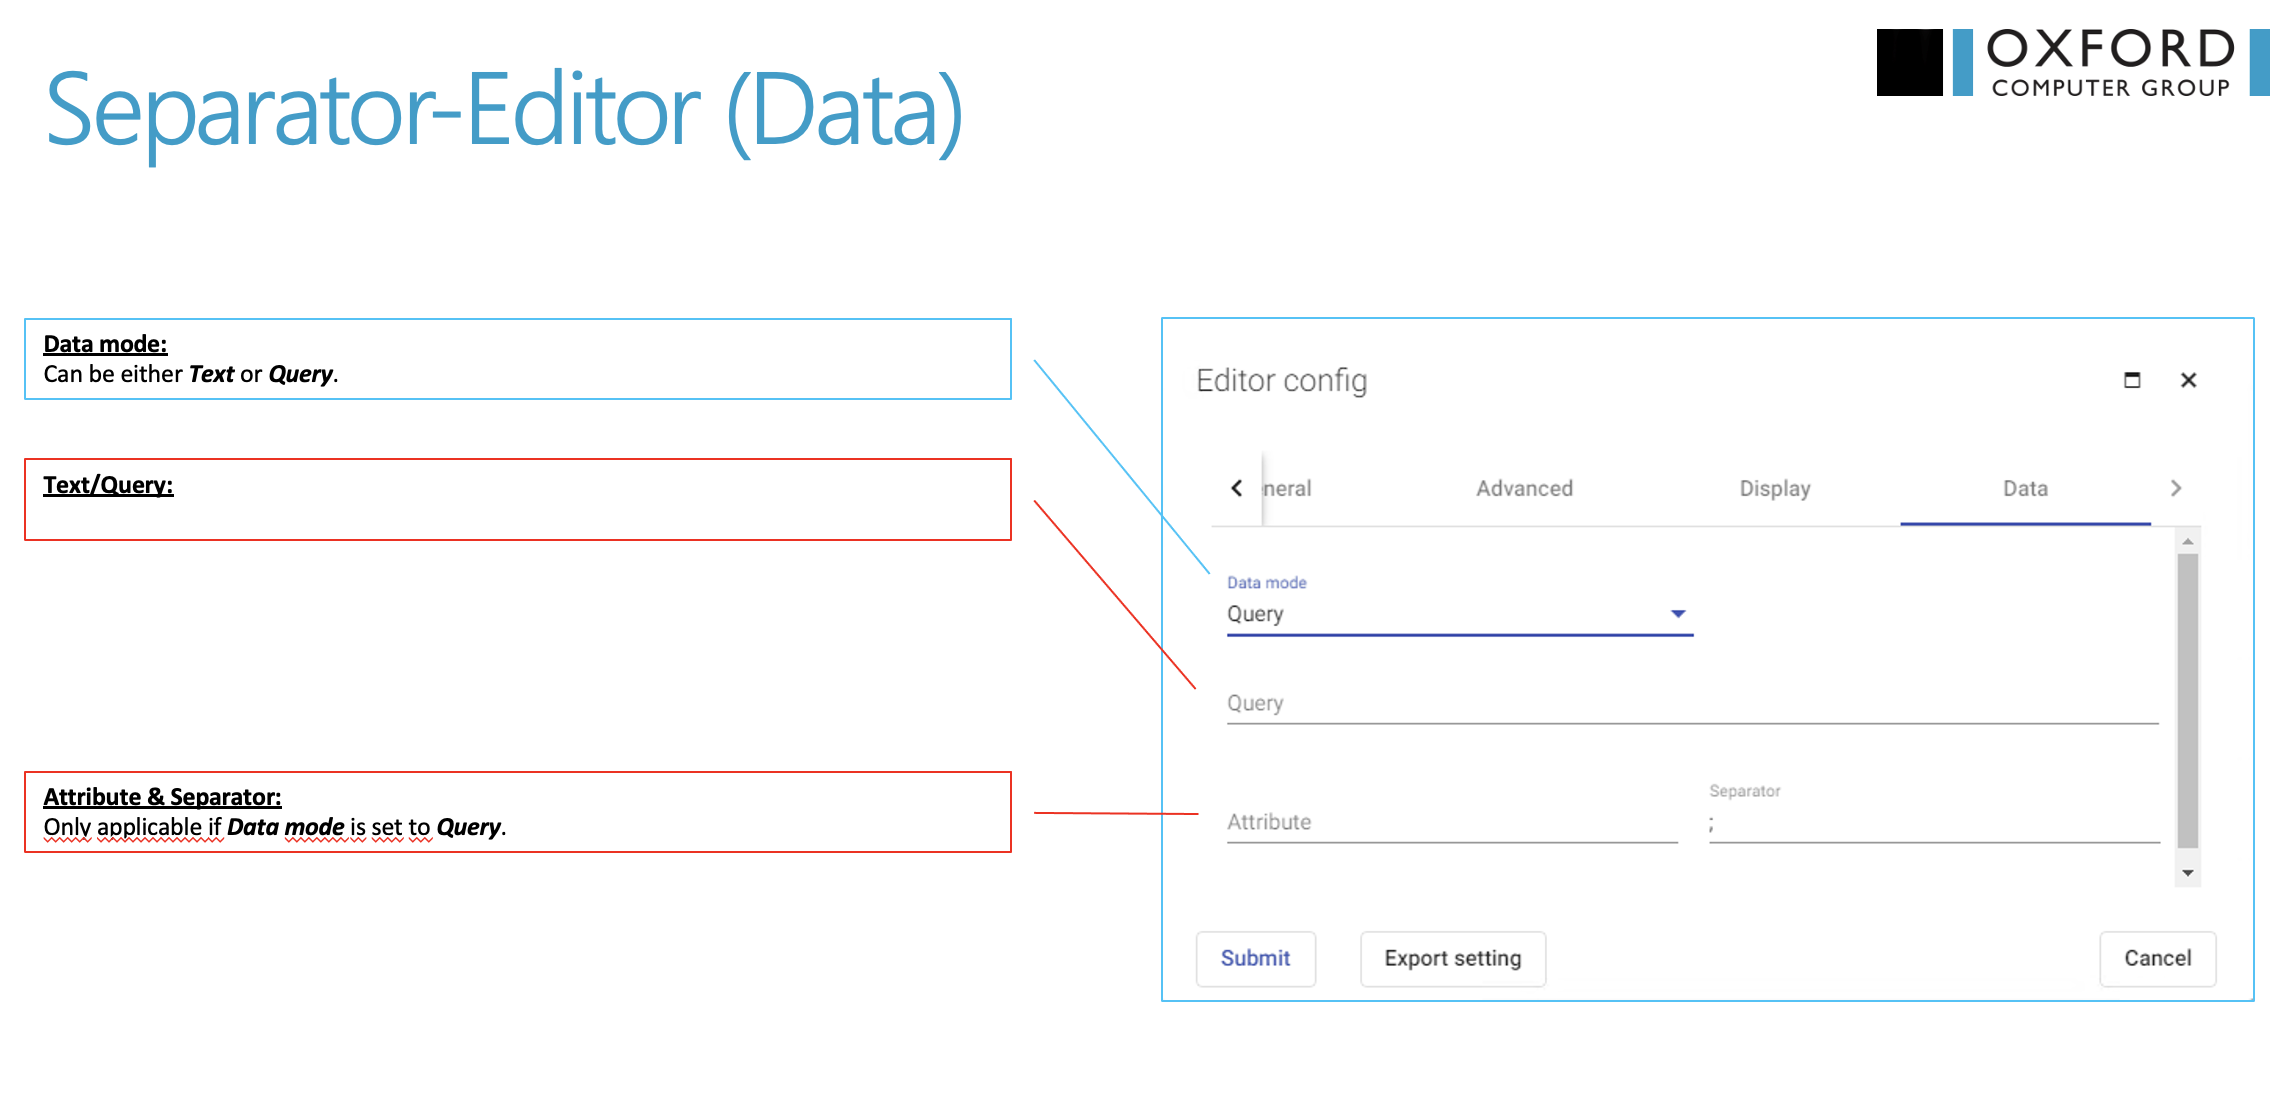 Separator-Editor (Data)
OXFORD
COMPUTER GROUP
Data mode:
Can be either Text or Query.
Text/Query:
Attribute & Separator:
Only applicable if Data mode is set to Query.
Editor config
neral
Advanced
Display
Data
Data mode
Query
Query
Attribute
Separator
;
Submit
Export setting
Cancel